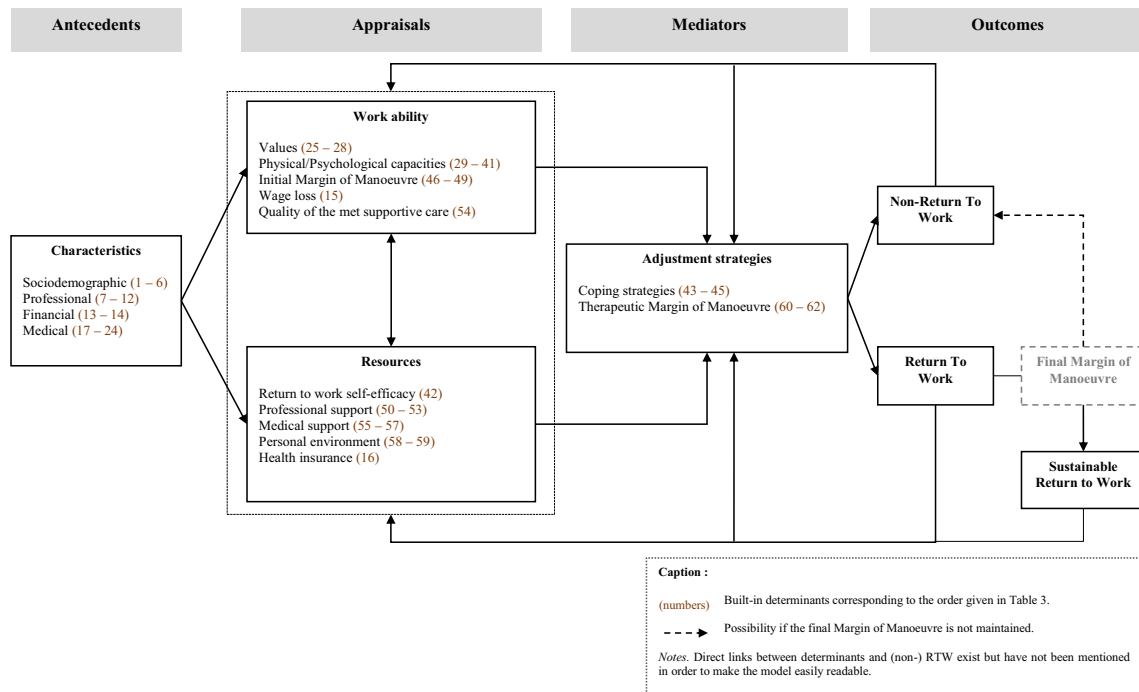 Antecedents
Appraisals
Mediators
Outcomes
Characteristics
Sociodemographic (1 – 6)
Professional (7 – 12)
Financial (13 – 14)
Medical (17 – 24)
Work ability
Values (25 – 28)
Physical/Psychological capacities (29 – 41)
Initial Margin of Manoeuvre (46 – 49)
Wage loss (15)
Quality of the met supportive care (54)
Resources
Return to work self-efficacy (42)
Professional support (50 – 53)
Medical support (55 – 57)
Personal environment (58 – 59)
Health insurance (16)
Adjustment strategies
Coping strategies (43 – 45)
Therapeutic Margin of Manoeuvre (60 – 62)
Non-Return To
Work
Return To
Work
Final Margin of
Manoeuvre
Sustainable
Return to Work
Caption :
(numbers) Built-in determinants corresponding to the order given in Table 3.
Possibility if the final Margin of Manoeuvre is not maintained.
Notes. Direct links between determinants and (non-) RTW exist but have not been mentioned
in order to make the model easily readable.